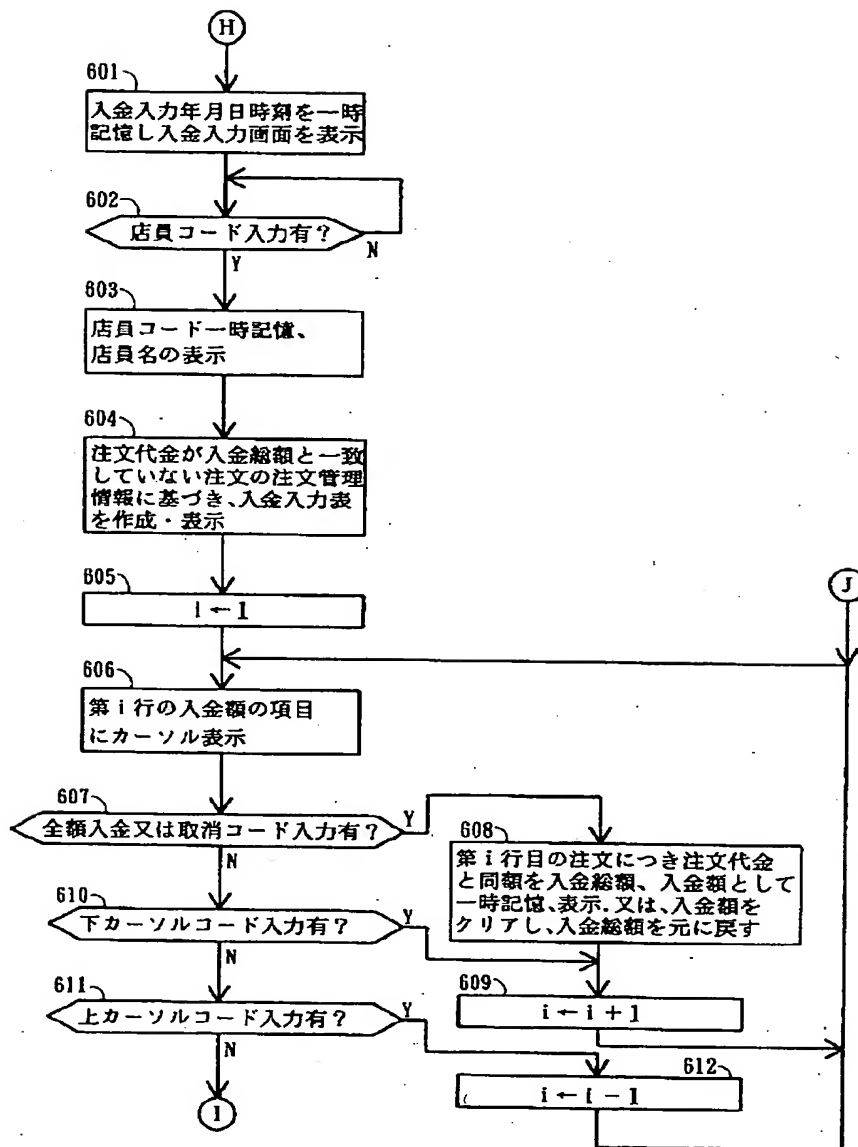 H
601
入金入力年月日時刻を一時
記憶し入金入力画面を表示
602
店員コード入力有?
N
Y
603
店員コード一時記憶、
店員名の表示
604
注文代金が入金総額と一致
していない注文の注文管理
情報に基づき、入金入力表
を作成・表示
605
i←1
J
606
第i行の入金額の項目
にカーソル表示
607
全額入金又は取消コード入力有?
Y
N
608
第i行目の注文につき注文代金
と同額を入金総額、入金額として
一時記憶、表示.又は、入金額を
クリアし、入金総額を元に戻す
610
下カーソルコード入力有?
Y
N
609
i←i+1
611
上カーソルコード入力有?
Y
N
612
i←i-1
I